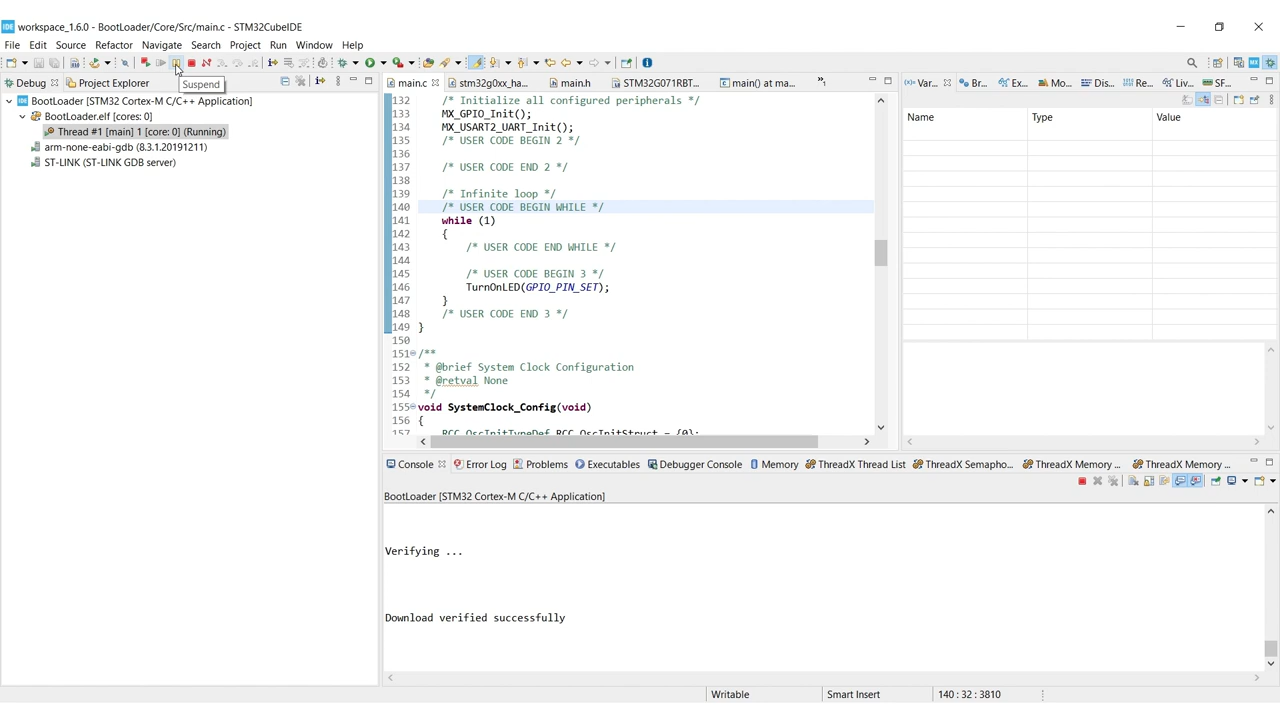 workspace_1.6.0 - BootLoader/Core/Src/main.c - STM32CubeIDE
File Edit Source Refactor Navigate Search Project Run Window Help
Suspend
Debug Project Explorer
BootLoader [STM32 Cortex-M C/C++ Application]
BootLoader.elf [cores: 0]
Thread #1 [main] 1 [core: 0] (Running)
arm-none-eabi-gdb (8.3.1.20191211)
ST-LINK (ST-LINK GDB server)
main.c stm32g0xx_ha... main.h STM32G071RBT... main() at ma... »1
132 /* Initialize all configured peripherals */
133 MX_GPIO_Init();
134 MX_USART2_UART_Init();
135 /* USER CODE BEGIN 2 */
136
137 /* USER CODE END 2 */
138
139 /* Infinite loop */
140 /* USER CODE BEGIN WHILE */
141 while (1)
142 {
143 /* USER CODE END WHILE */
144
145 /* USER CODE BEGIN 3 */
146 TurnOnLED(GPIO_PIN_SET);
147 }
148 /* USER CODE END 3 */
149 }
150
151 /**
152 * @brief System Clock Configuration
153 * @retval None
154 */
155 void SystemClock_Config(void)
156 {
157 RCC_OscInitTypeDef RCC_OscInitStruct = {0};
(x)= Var... Br... Ex... Mo... Dis... Re... Liv... SF...
Name Type Value
Console Error Log Problems Executables Debugger Console Memory ThreadX Thread List ThreadX Semapho... ThreadX Memory ... ThreadX Memory ...
BootLoader [STM32 Cortex-M C/C++ Application]
Verifying ...
Download verified successfully
Writable Smart Insert 140 : 32 : 3810